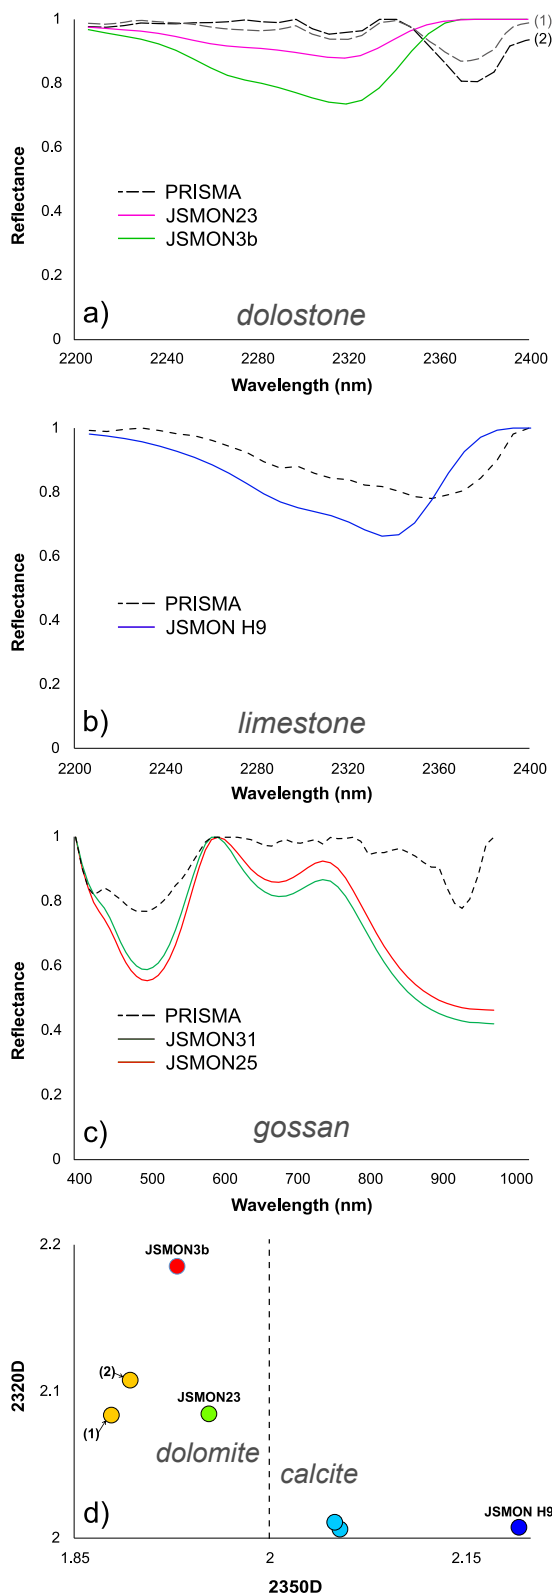 1
(1)
(2)
0.8
Reflectance
0.6
PRISMA
JSMON23
0.4
JSMON3b
0.2
a)
dolostone
1
2200
2240
2280
2320
2360
2400
Wavelength (nm)
1
0.8
Reflectance
0.6
PRISMA
0.4
JSMON H9
0.2
b)
limestone
0
2200
2240
2280
2320
2360
2400
Wavelength (nm)
1
0.8
Reflectance
0.6
PRISMA
0.4
JSMON31
JSMON25
0.2
c)
gossan
1
400
500
600
700
800
900
1000
Wavelength (nm)
2.2
JSMON3b
2320D
2.1
(2)
JSMON23
(1)
dolomite
calcite
d)
JSMON H9
2
1.85
2
2.15
2350D